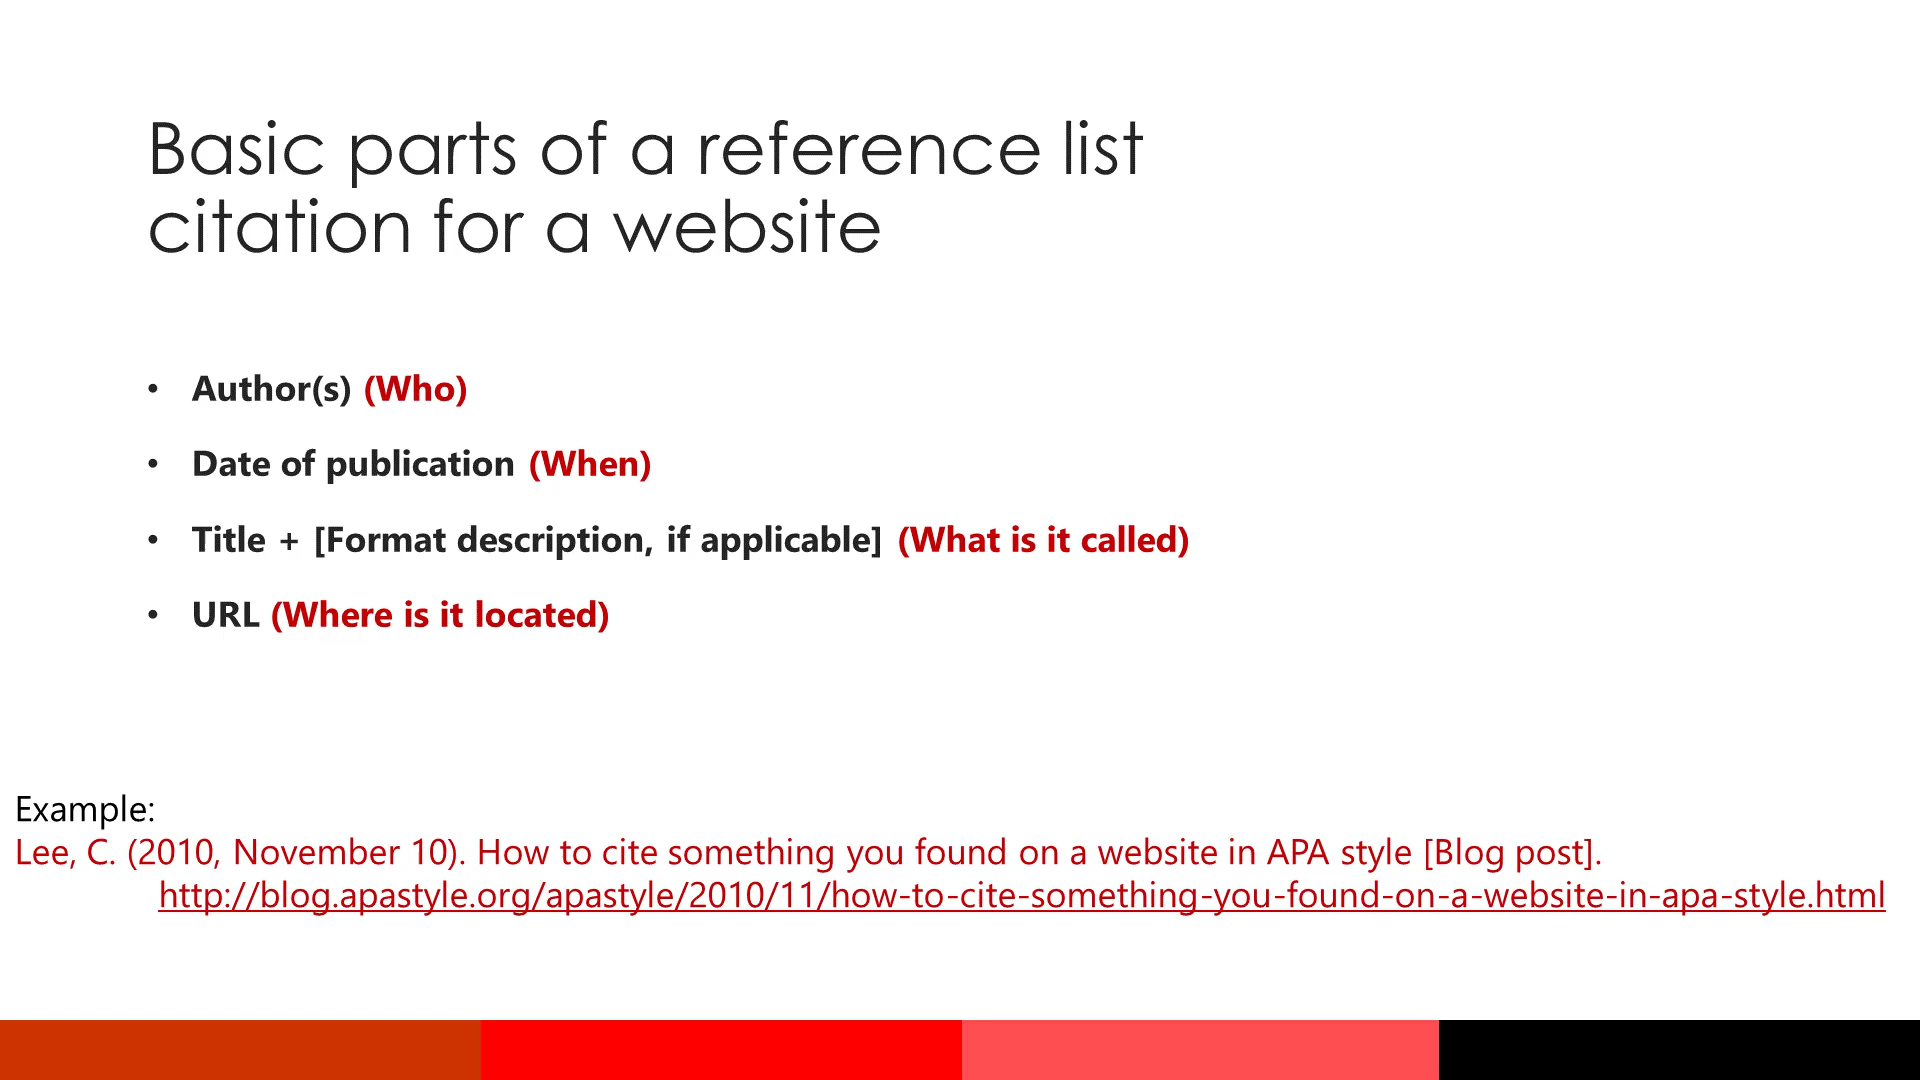 Basic parts of a reference list
citation for a website
• Author(s) (Who)
• Date of publication (When)
• Title + [Format description, if applicable] (What is it called)
• URL (Where is it located)
Example:
Lee, C. (2010, November 10). How to cite something you found on a website in APA style [Blog post].
http://blog.apastyle.org/apastyle/2010/11/how-to-cite-something-you-found-on-a-website-in-apa-style.html